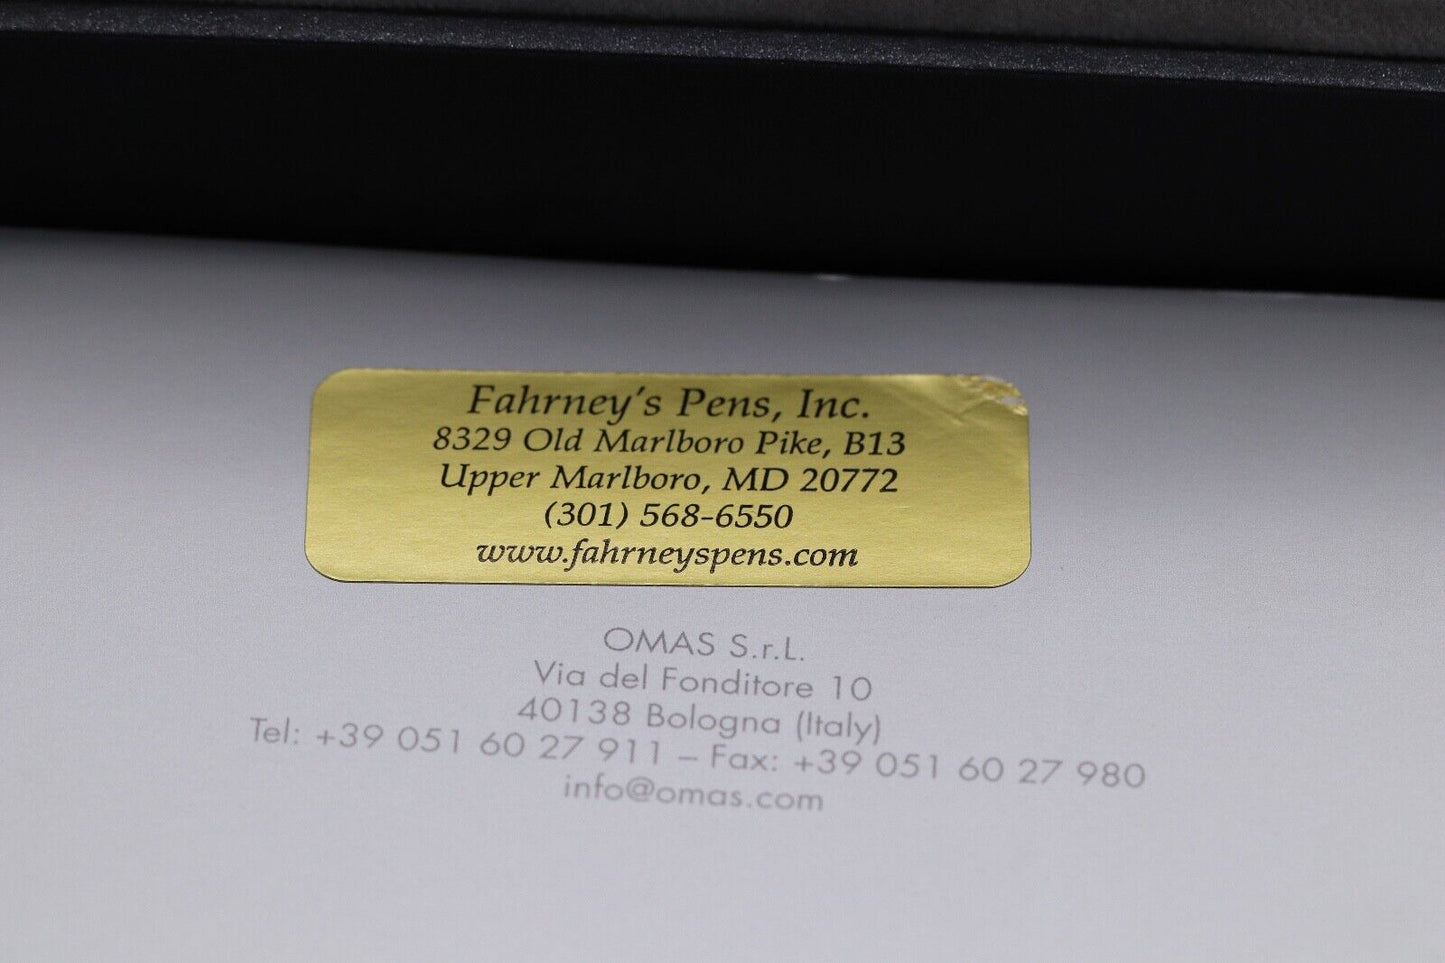 Fahrney's Pens, Inc.
8329 Old Marlboro Pike, B13
Upper Marlboro, MD 20772
(301) 568-6550
www.fahrneyspens.com
OMAS S.r.L.
Via del Fonditore 10
40138 Bologna (Italy)
Tel: +39 051 60 27 911 – Fax: +39 051 60 27 980
info@omas.com